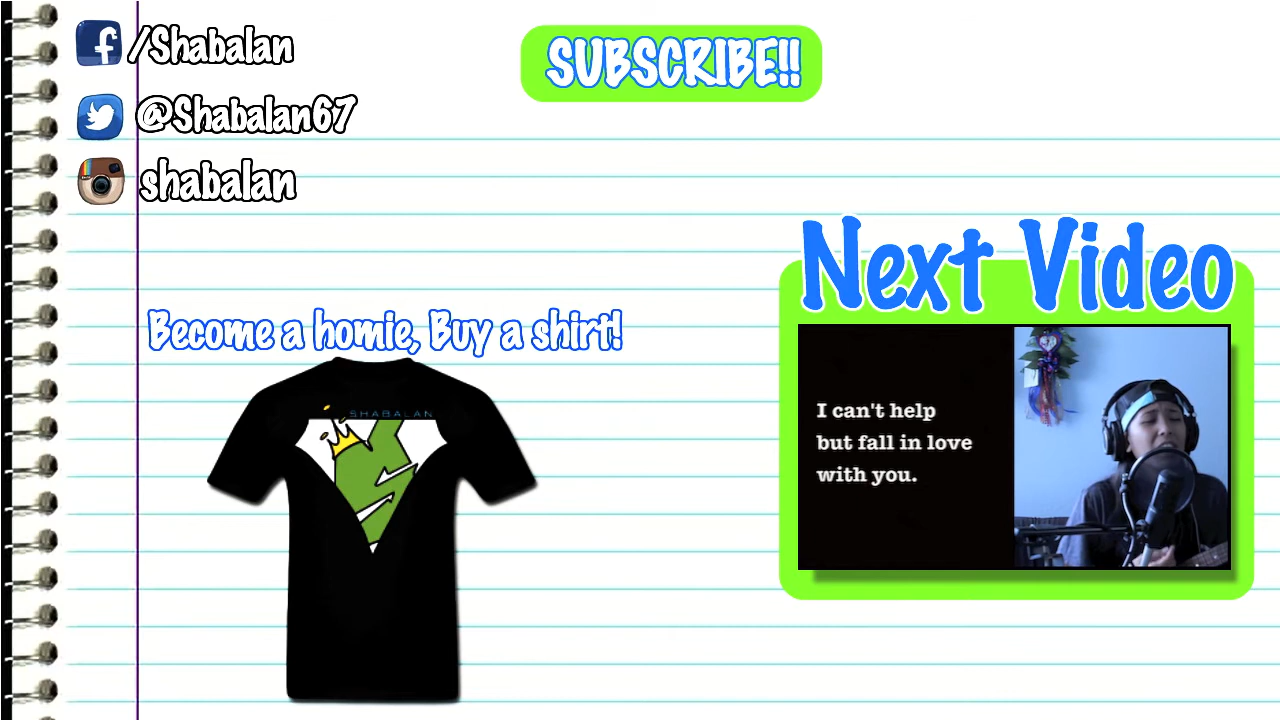 /Shabalan
@Shabalan67
shabalan
SUBSCRIBE!!
Next Video
Become a homie, Buy a shirt!
SHABALAN
I can't help
but fall in love
with you.